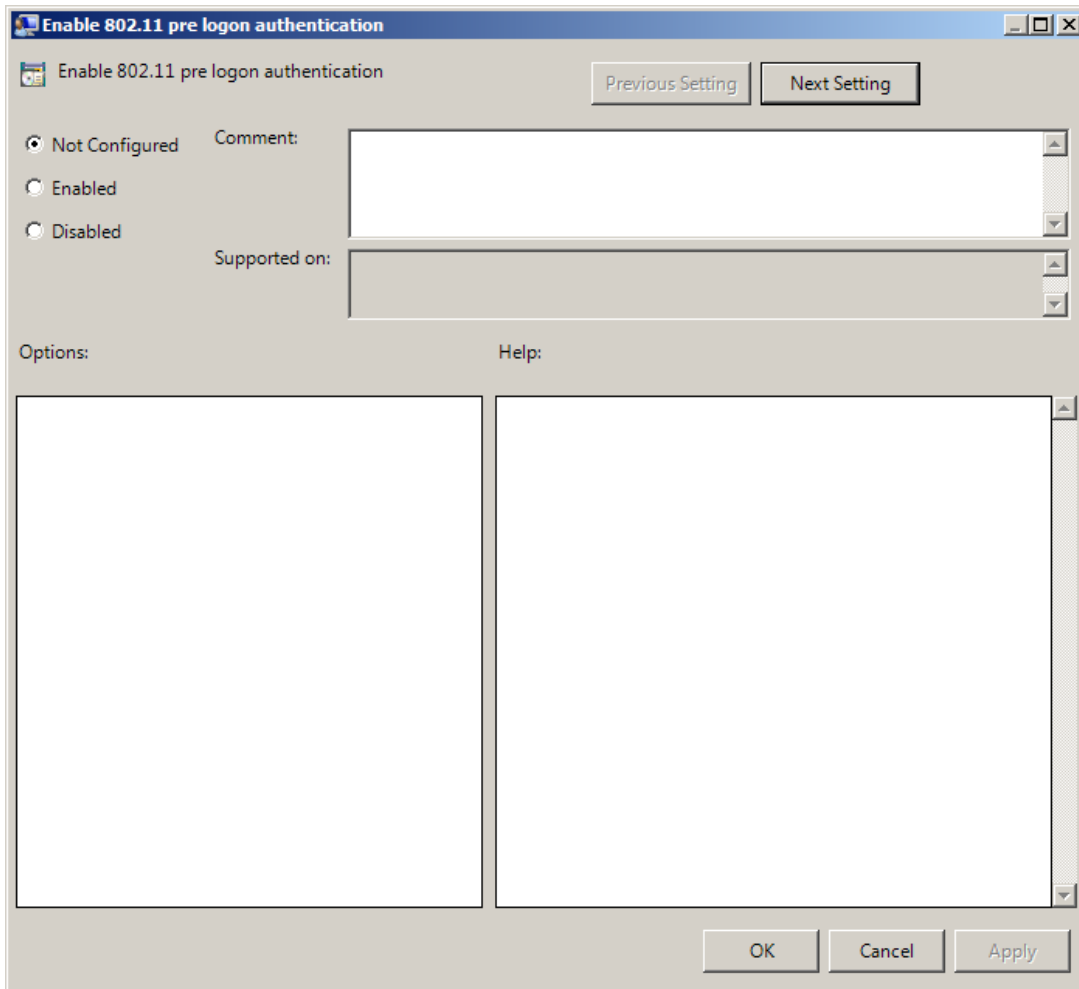 Enable 802.11 pre logon authentication
Enable 802.11 pre logon authentication
Previous Setting
Next Setting
Not Configured
Comment:
Enabled
Disabled
Supported on:
Options:
Help:
OK
Cancel
Apply